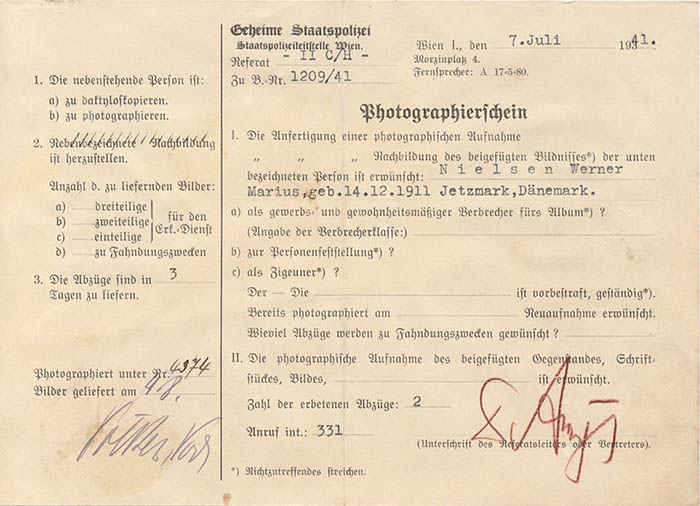 Geheime Staatspolizei
Staatspolizeileitstelle Wien.
Referat - II C/H -
Zu B.-Nr. 1209/41
Wien I., den 7.Juli 1941.
Morzinplatz 4.
Fernsprecher: A 17-5-80.
1. Die nebenstehende Person ist:
a) zu daktyloskopieren.
b) zu photographieren.
2. Nebenbezeichnete Nachbildung
ist herzustellen.
Anzahl d. zu liefernden Bilder:
a) dreiteilige
b) zweiteilige
c) einteilige
für den
Erk.-Dienst
d) zu Fahndungszwecken
3. Die Abzüge sind in 3
Tagen zu liefern.
Photographiert unter Nr. 4374
Bilder geliefert am 9.8.
Photographierschein
I. Die Anfertigung einer photographischen Aufnahme
„ „ „ Nachbildung des beigefügten Bildnisses*) der unten
bezeichneten Person ist erwünscht: Nielsen Werner
Marius,geb.14.12.1911 Jetzmark,Dänemark.
a) als gewerbs- und gewohnheitsmäßiger Verbrecher fürs Album*) ?
(Angabe der Verbrecherklasse:)
b) zur Personenfeststellung*) ?
c) als Zigeuner*) ?
Der — Die ist vorbestraft, geständig*).
Bereits photographiert am Neuaufnahme erwünscht.
Wieviel Abzüge werden zu Fahndungszwecken gewünscht ?
II. Die photographische Aufnahme des beigefügten Gegenstandes, Schrift-
stückes, Bildes, ist erwünscht.
Zahl der erbetenen Abzüge: 2
Anruf int.: 331
(Unterschrift des Referatsleiters oder Vertreters).
*) Nichtzutreffendes streichen.